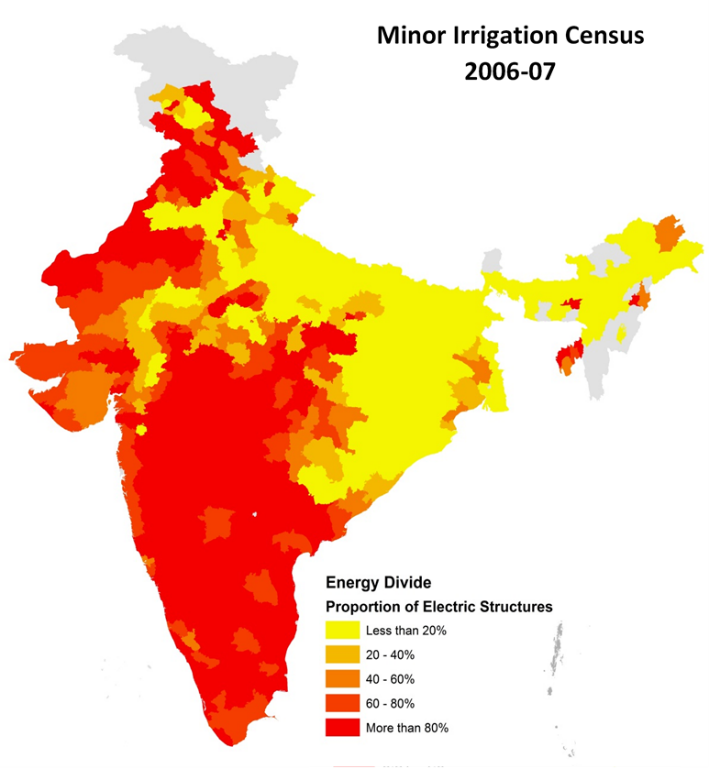 Minor Irrigation Census
2006-07
Energy Divide
Proportion of Electric Structures
Less than 20%
20 - 40%
40 - 60%
60 - 80%
More than 80%